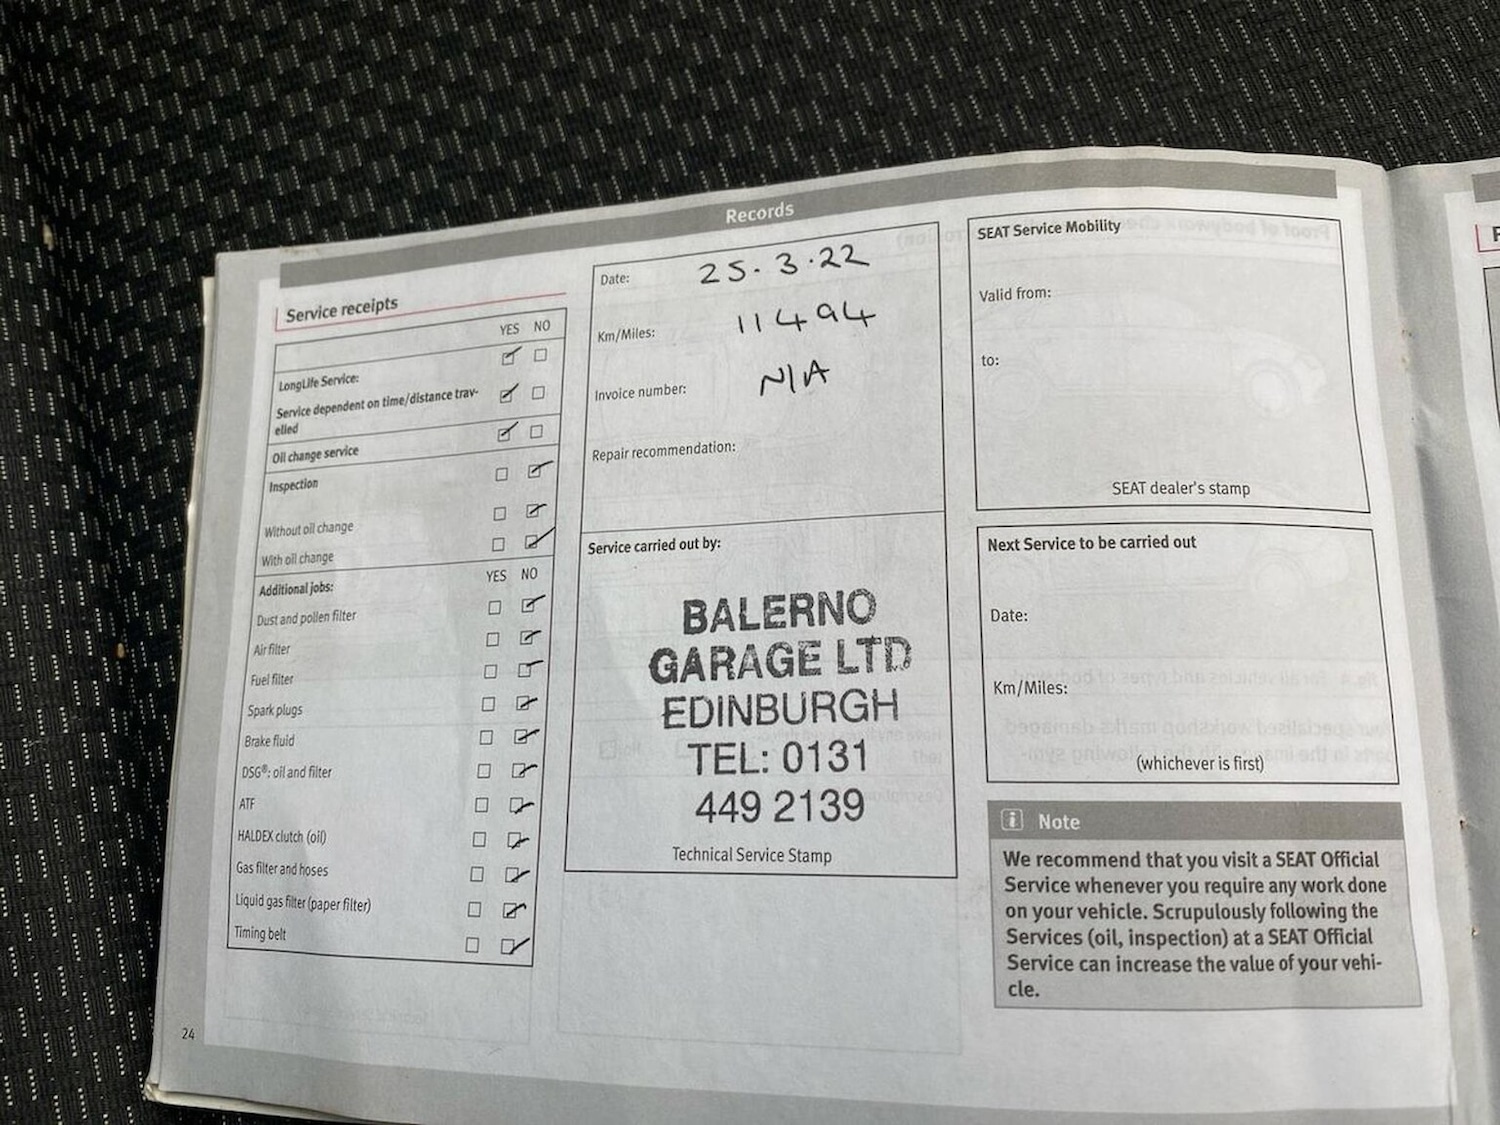 Records
Service receipts
YES NO
LongLife Service:
Service dependent on time/distance trav-
elled
Oil change service
Inspection
Without oil change
With oil change
Additional jobs:
YES NO
Dust and pollen filter
Air filter
Fuel filter
Spark plugs
Brake fluid
DSG®: oil and filter
ATF
HALDEX clutch (oil)
Gas filter and hoses
Liquid gas filter (paper filter)
Timing belt
24
Date: 25.3.22
Km/Miles: 11494
Invoice number: N/A
Repair recommendation:
Service carried out by:
BALERNO
GARAGE LTD
EDINBURGH
TEL: 0131
449 2139
Technical Service Stamp
SEAT Service Mobility
Valid from:
to:
SEAT dealer's stamp
Next Service to be carried out
Date:
Km/Miles:
(whichever is first)
i Note
We recommend that you visit a SEAT Official
Service whenever you require any work done
on your vehicle. Scrupulously following the
Services (oil, inspection) at a SEAT Official
Service can increase the value of your vehi-
cle.